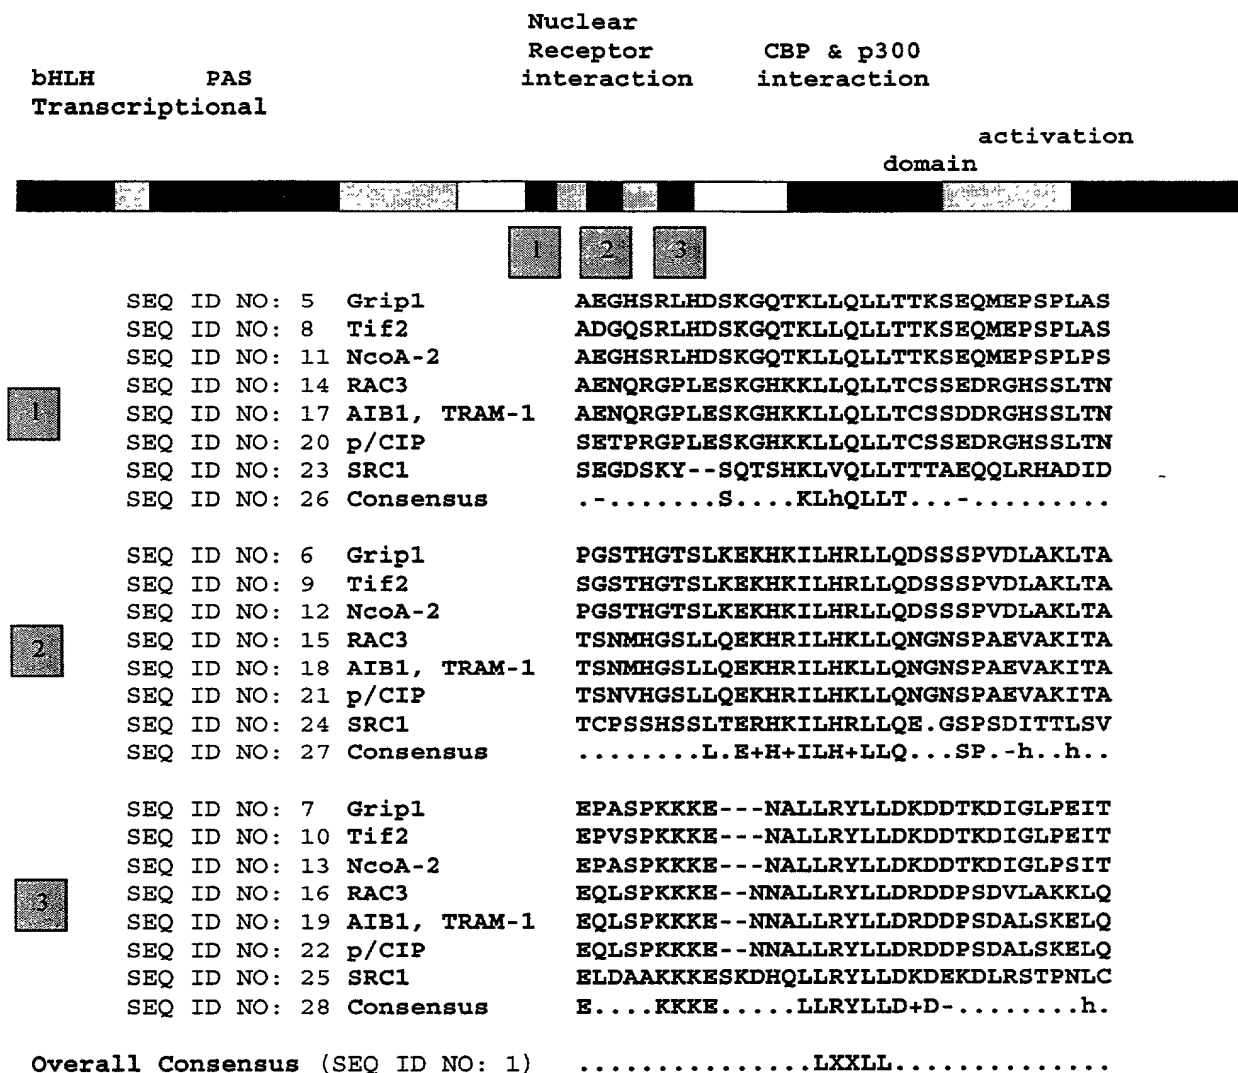 Nuclear
Receptor CBP & p300
bHLH PAS interaction interaction
Transcriptional
activation
domain
1 2 3
SEQ ID NO: 5 Grip1 AEGHSRLHDSKGQTKLLQLLTTKSEQMEPSPLAS
SEQ ID NO: 8 Tif2 ADGQSRLHDSKGQTKLLQLLTTKSEQMEPSPLAS
SEQ ID NO: 11 NcoA-2 AEGHSRLHDSKGQTKLLQLLTTKSEQMEPSPLPS
SEQ ID NO: 14 RAC3 AENQRGPLESKGHKKLLQLLTCSSEDRGHSSLTN
1
SEQ ID NO: 17 AIB1, TRAM-1 AENQRGPLESKGHKKLLQLLTCSSDDRGHSSLTN
SEQ ID NO: 20 p/CIP SETPRGPLESKGHKKLLQLLTCSSEDRGHSSLTN
SEQ ID NO: 23 SRC1 SEGDSKY--SQTSHKLVQLLTTTAEQQLRHADID
SEQ ID NO: 26 Consensus .-.......S....KLhQLLT...-.........
SEQ ID NO: 6 Grip1 PGSTHGTSLKEKHKILHRLLQDSSSPVDLAKLTA
SEQ ID NO: 9 Tif2 SGSTHGTSLKEKHKILHRLLQDSSSPVDLAKLTA
SEQ ID NO: 12 NcoA-2 PGSTHGTSLKEKHKILHRLLQDSSSPVDLAKLTA
SEQ ID NO: 15 RAC3 TSNMHGSLLQEKHRILHKLLQNGNSPAEVAKITA
2
SEQ ID NO: 18 AIB1, TRAM-1 TSNMHGSLLQEKHRILHKLLQNGNSPAEVAKITA
SEQ ID NO: 21 p/CIP TSNVHGSLLQEKHRILHKLLQNGNSPAEVAKITA
SEQ ID NO: 24 SRC1 TCPSSHSSLTERHKILHRLLQE.GSPSDITTLSV
SEQ ID NO: 27 Consensus ........L.E+H+ILH+LLQ...SP.-h..h..
SEQ ID NO: 7 Grip1 EPASPKKKE---NALLRYLLDKDDTKDIGLPEIT
SEQ ID NO: 10 Tif2 EPVSPKKKE---NALLRYLLDKDDTKDIGLPEIT
SEQ ID NO: 13 NcoA-2 EPASPKKKE---NALLRYLLDKDDTKDIGLPSIT
SEQ ID NO: 16 RAC3 EQLSPKKKE--NNALLRYLLDRDDPSDVLAKKLQ
3
SEQ ID NO: 19 AIB1, TRAM-1 EQLSPKKKE--NNALLRYLLDRDDPSDALSKELQ
SEQ ID NO: 22 p/CIP EQLSPKKKE--NNALLRYLLDRDDPSDALSKELQ
SEQ ID NO: 25 SRC1 ELDAAKKKESKDHQLLRYLLDKDEKDLRSTPNLC
SEQ ID NO: 28 Consensus E....KKKE.....LLRYLLD+D-........h.
Overall Consensus (SEQ ID NO: 1) ...............LXXLL..............